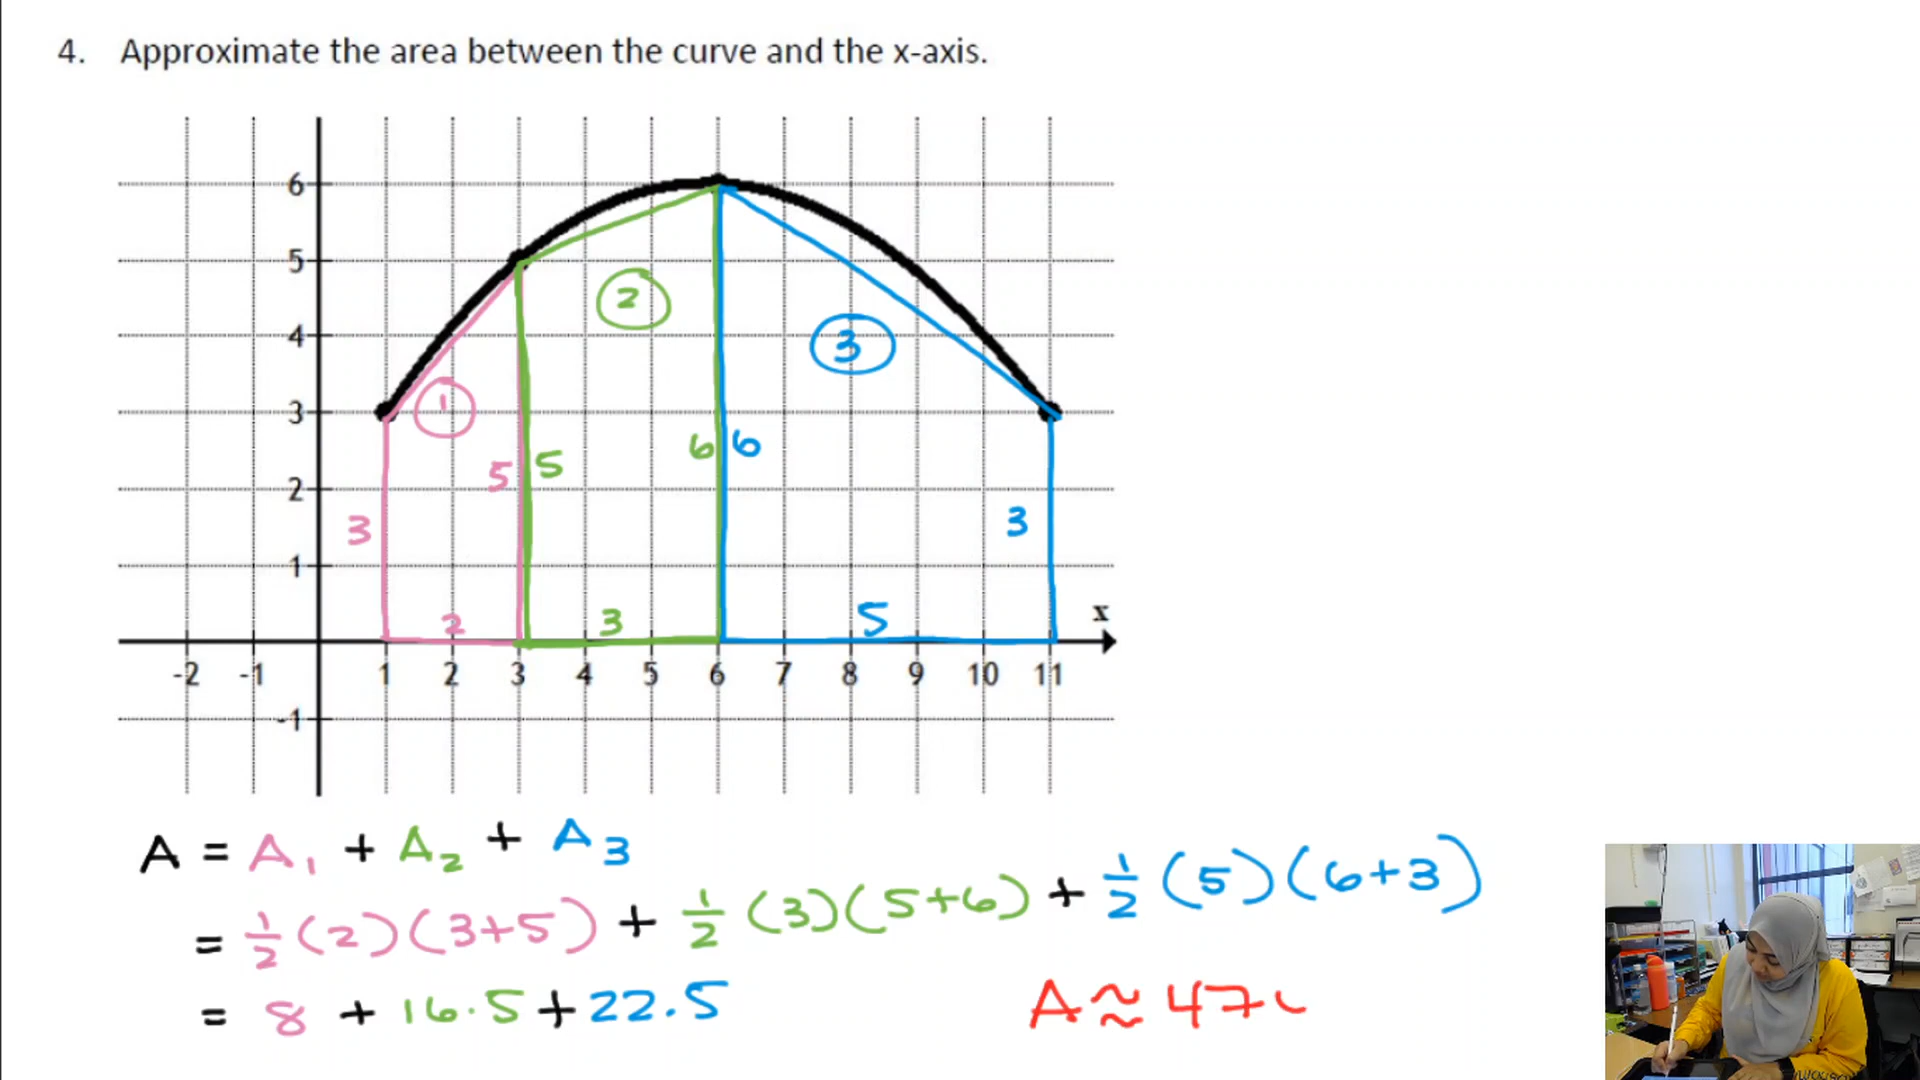 4. Approximate the area between the curve and the x-axis.
6
5
2
4
3
3
1
6 6
5 5
2
3
3
1
2 3 5
x
-2 -1 1 2 3 4 5 6 7 8 9 10 11
-1
A = A₁ + A₂ + A₃
= ½(2)(3+5) + ½(3)(5+6) + ½(5)(6+3)
= 8 + 16.5 + 22.5
A ≈ 47